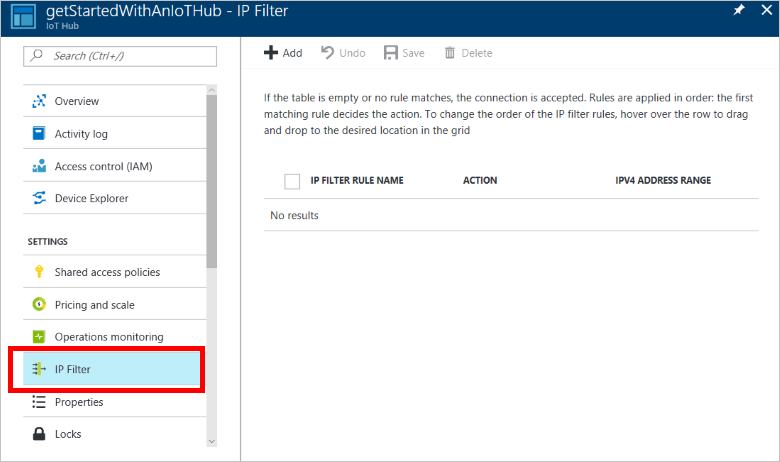 getStartedWithAnIoTHub - IP Filter
IoT Hub
Search (Ctrl+/)
Overview
Activity log
Access control (IAM)
Device Explorer
SETTINGS
Shared access policies
Pricing and scale
Operations monitoring
IP Filter
Properties
Locks
Add Undo Save Delete
If the table is empty or no rule matches, the connection is accepted. Rules are applied in order: the first
matching rule decides the action. To change the order of the IP filter rules, hover over the row to drag
and drop to the desired location in the grid
IP FILTER RULE NAME ACTION IPV4 ADDRESS RANGE
No results